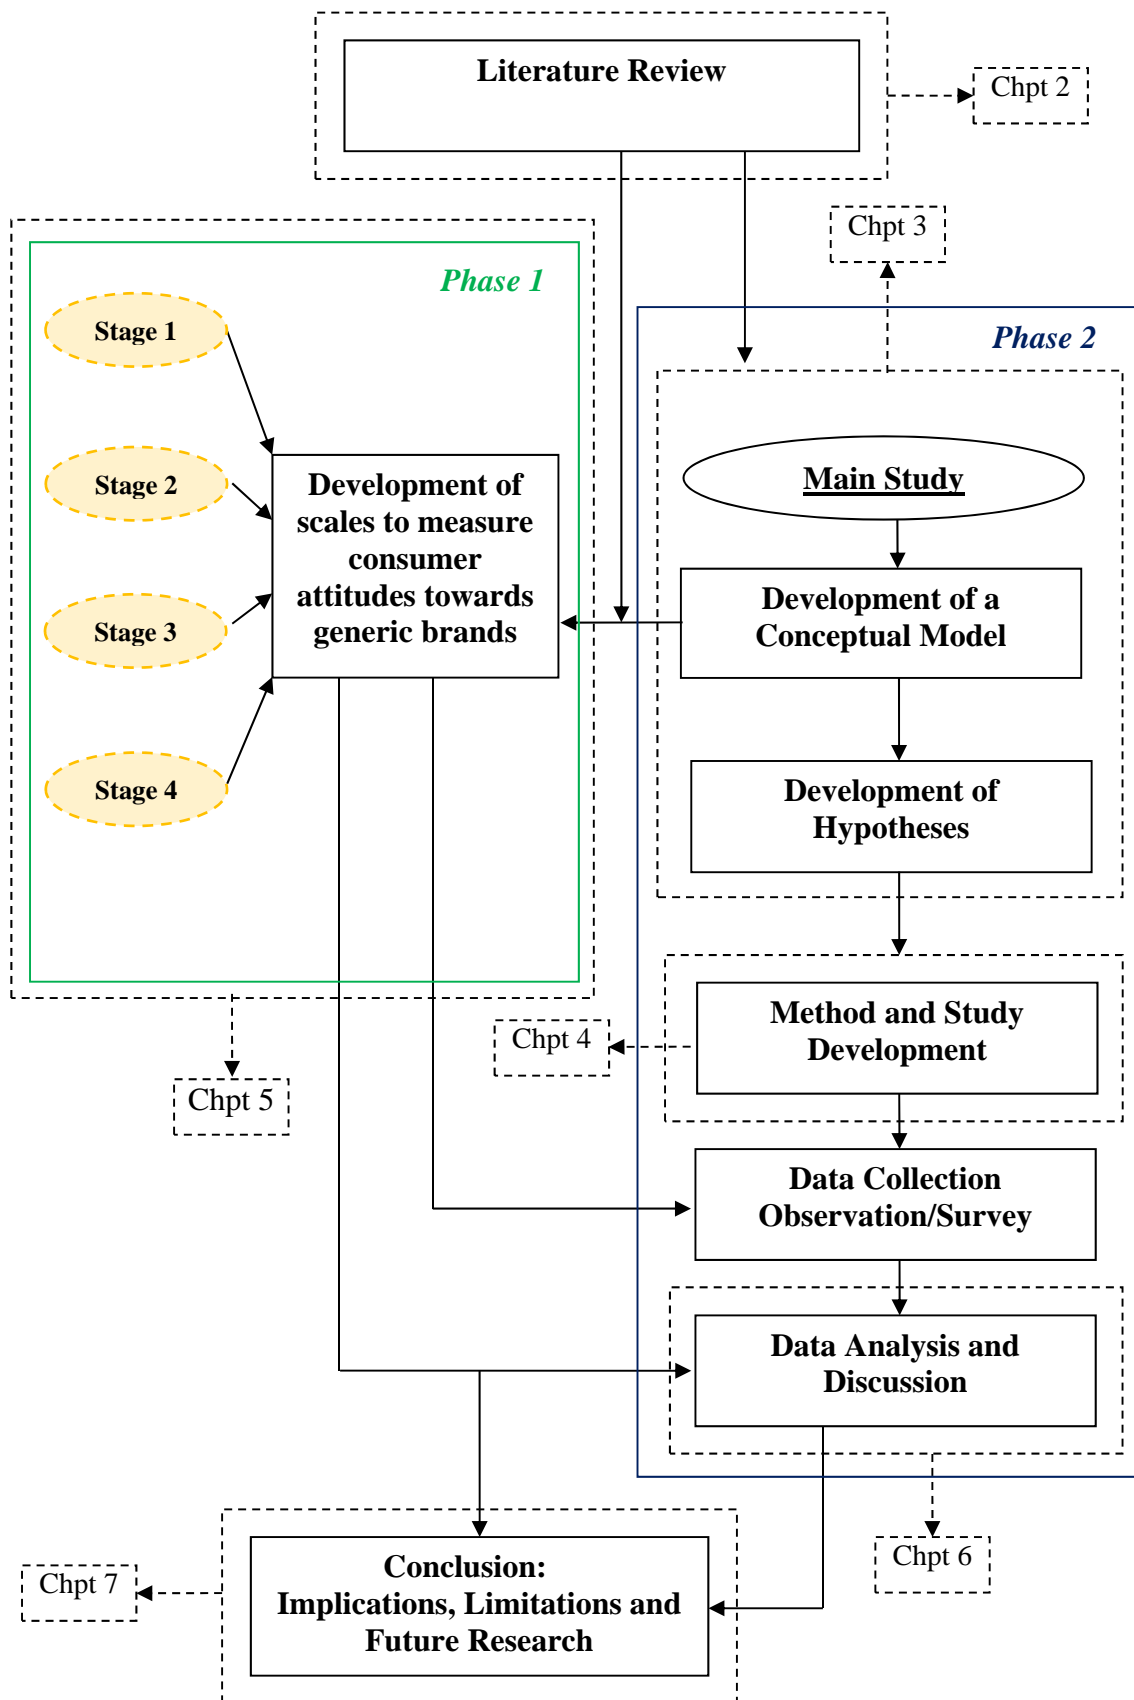 Literature Review
Chpt 2
Chpt 3
Phase 1
Stage 1
Stage 2
Stage 3
Stage 4
Development of
scales to measure
consumer
attitudes towards
generic brands
Chpt 5
Phase 2
Main Study
Development of a
Conceptual Model
Development of
Hypotheses
Method and Study
Development
Chpt 4
Data Collection
Observation/Survey
Data Analysis and
Discussion
Chpt 6
Conclusion:
Implications, Limitations and
Future Research
Chpt 7